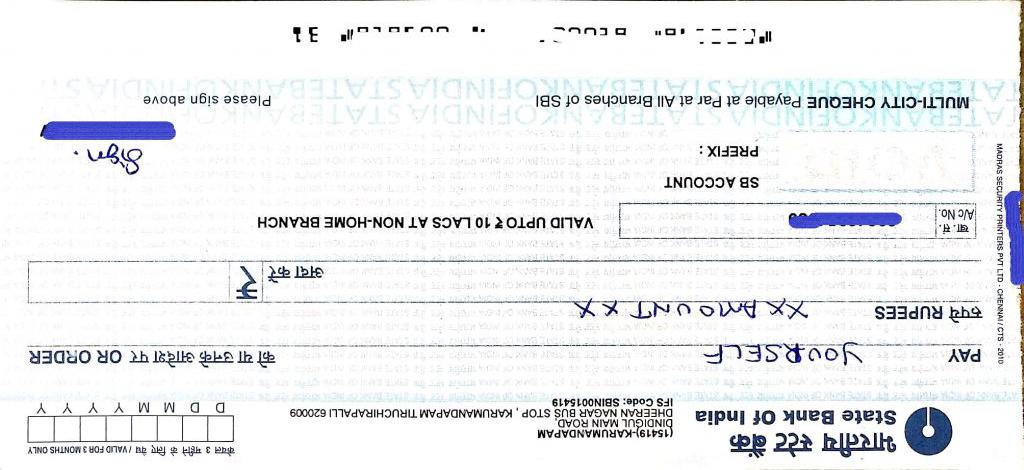 भारतीय स्टेट बैंक
State Bank Of India
(15419)-KARUMANDAPAM
DINDIGUL MAIN ROAD,
DHEERAN NAGAR BUS STOP , KARUMANDAPAM TIRUCHIRAPALLI 620009
IFS Code: SBIN0015419
केवल 3 महीने के लिए वैध / VALID FOR 3 MONTHS ONLY
D D M M Y Y Y Y
PAY YOURSELF को या उनके आदेश पर OR ORDER
रुपये RUPEES XX AMOUNT XX
अदा करें ₹
खा. सं.
A/c No.
VALID UPTO ₹ 10 LACS AT NON-HOME BRANCH
SB ACCOUNT
PREFIX :
Sign.
MULTI-CITY CHEQUE Payable at Par at All Branches of SBI
Please sign above
STATEBANKOFINDIASTATEBANKOFINDIASTATEBANKOFINDIA
MADRAS SECURITY PRINTERS PVT LTD - CHENNAI / CTS - 2010
31